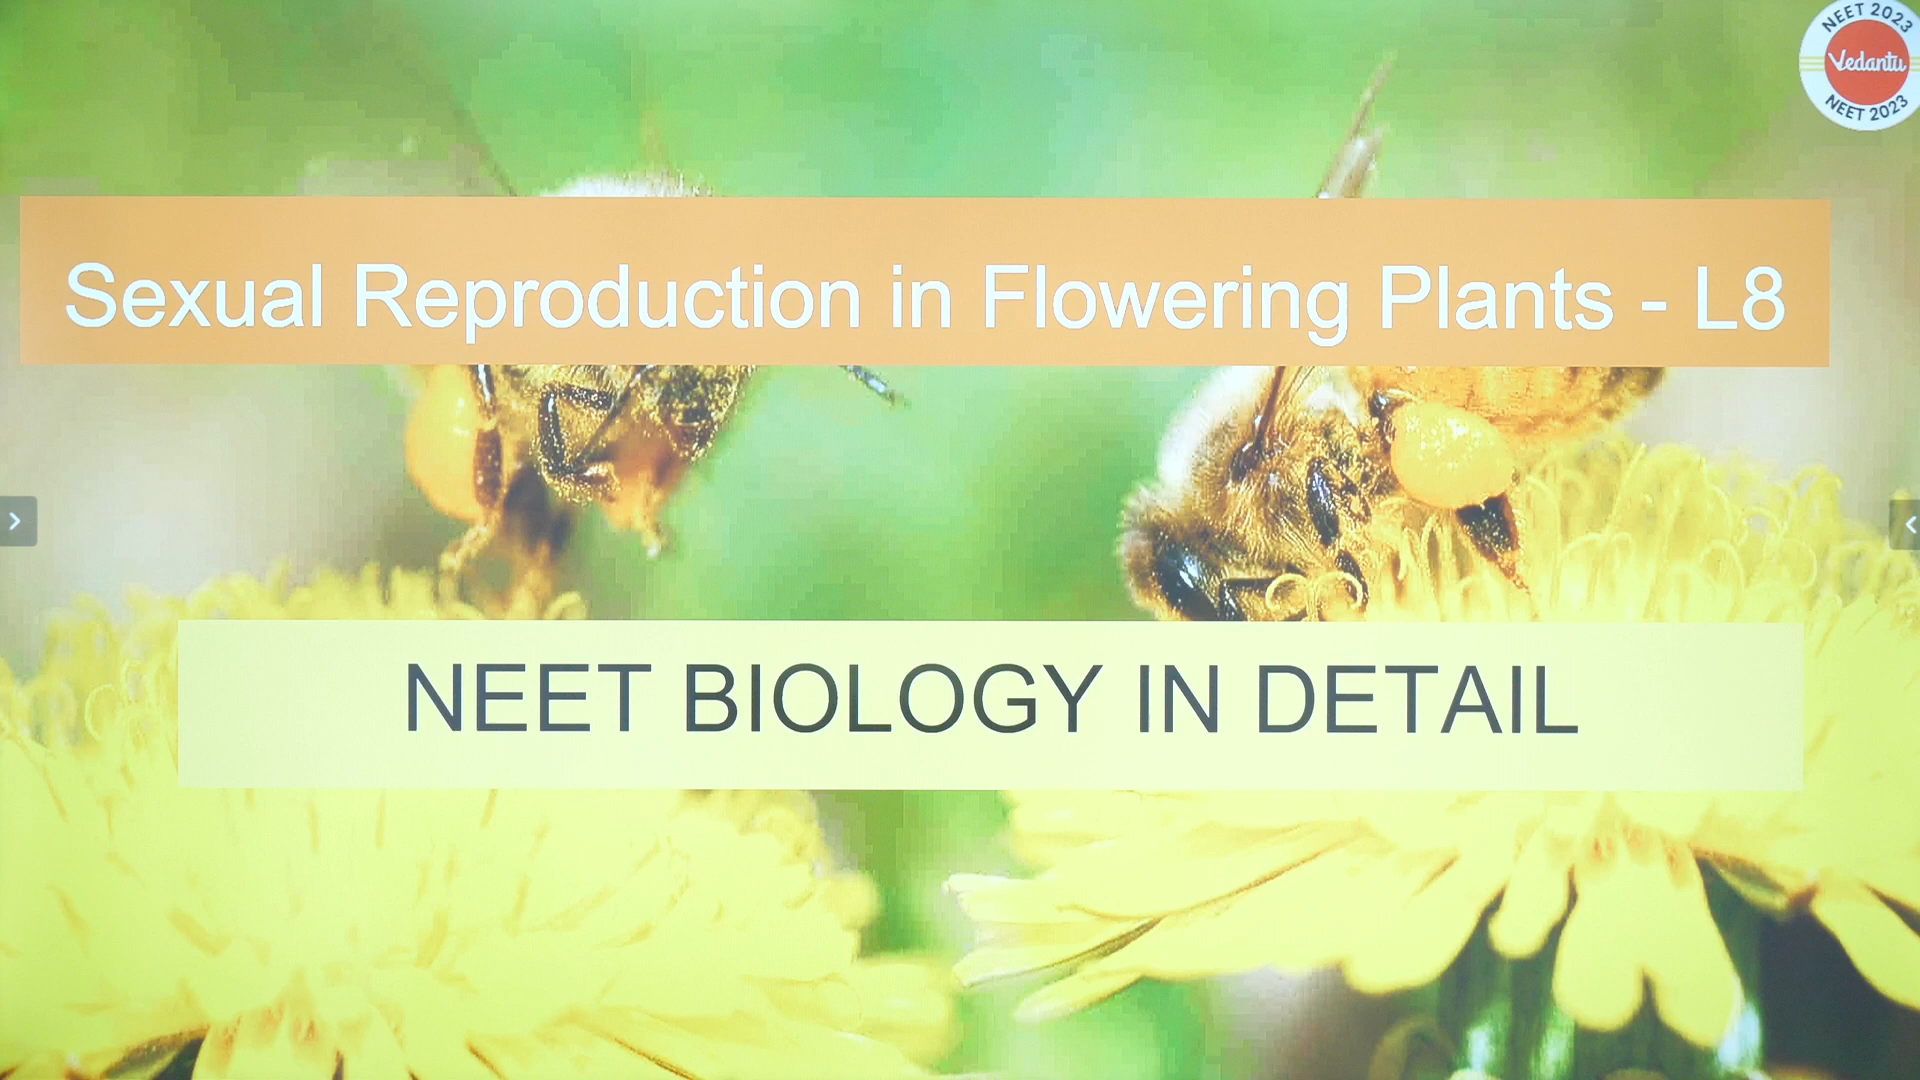 NEET 2023
Vedantu
NEET 2023
Sexual Reproduction in Flowering Plants - L8
NEET BIOLOGY IN DETAIL